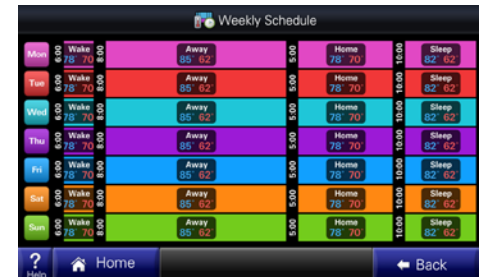 Weekly Schedule
Mon 6:00 Wake 78° 70° 8:00 Away 85° 62° 5:00 Home 78° 70° 10:00 Sleep 82° 62°
Tue 6:00 Wake 78° 70° 8:00 Away 85° 62° 5:00 Home 78° 70° 10:00 Sleep 82° 62°
Wed 6:00 Wake 78° 70° 8:00 Away 85° 62° 5:00 Home 78° 70° 10:00 Sleep 82° 62°
Thu 6:00 Wake 78° 70° 8:00 Away 85° 62° 5:00 Home 78° 70° 10:00 Sleep 82° 62°
Fri 6:00 Wake 78° 70° 8:00 Away 85° 62° 5:00 Home 78° 70° 10:00 Sleep 82° 62°
Sat 6:00 Wake 78° 70° 8:00 Away 85° 62° 5:00 Home 78° 70° 10:00 Sleep 82° 62°
Sun 6:00 Wake 78° 70° 8:00 Away 85° 62° 5:00 Home 78° 70° 10:00 Sleep 82° 62°
? Help Home Back